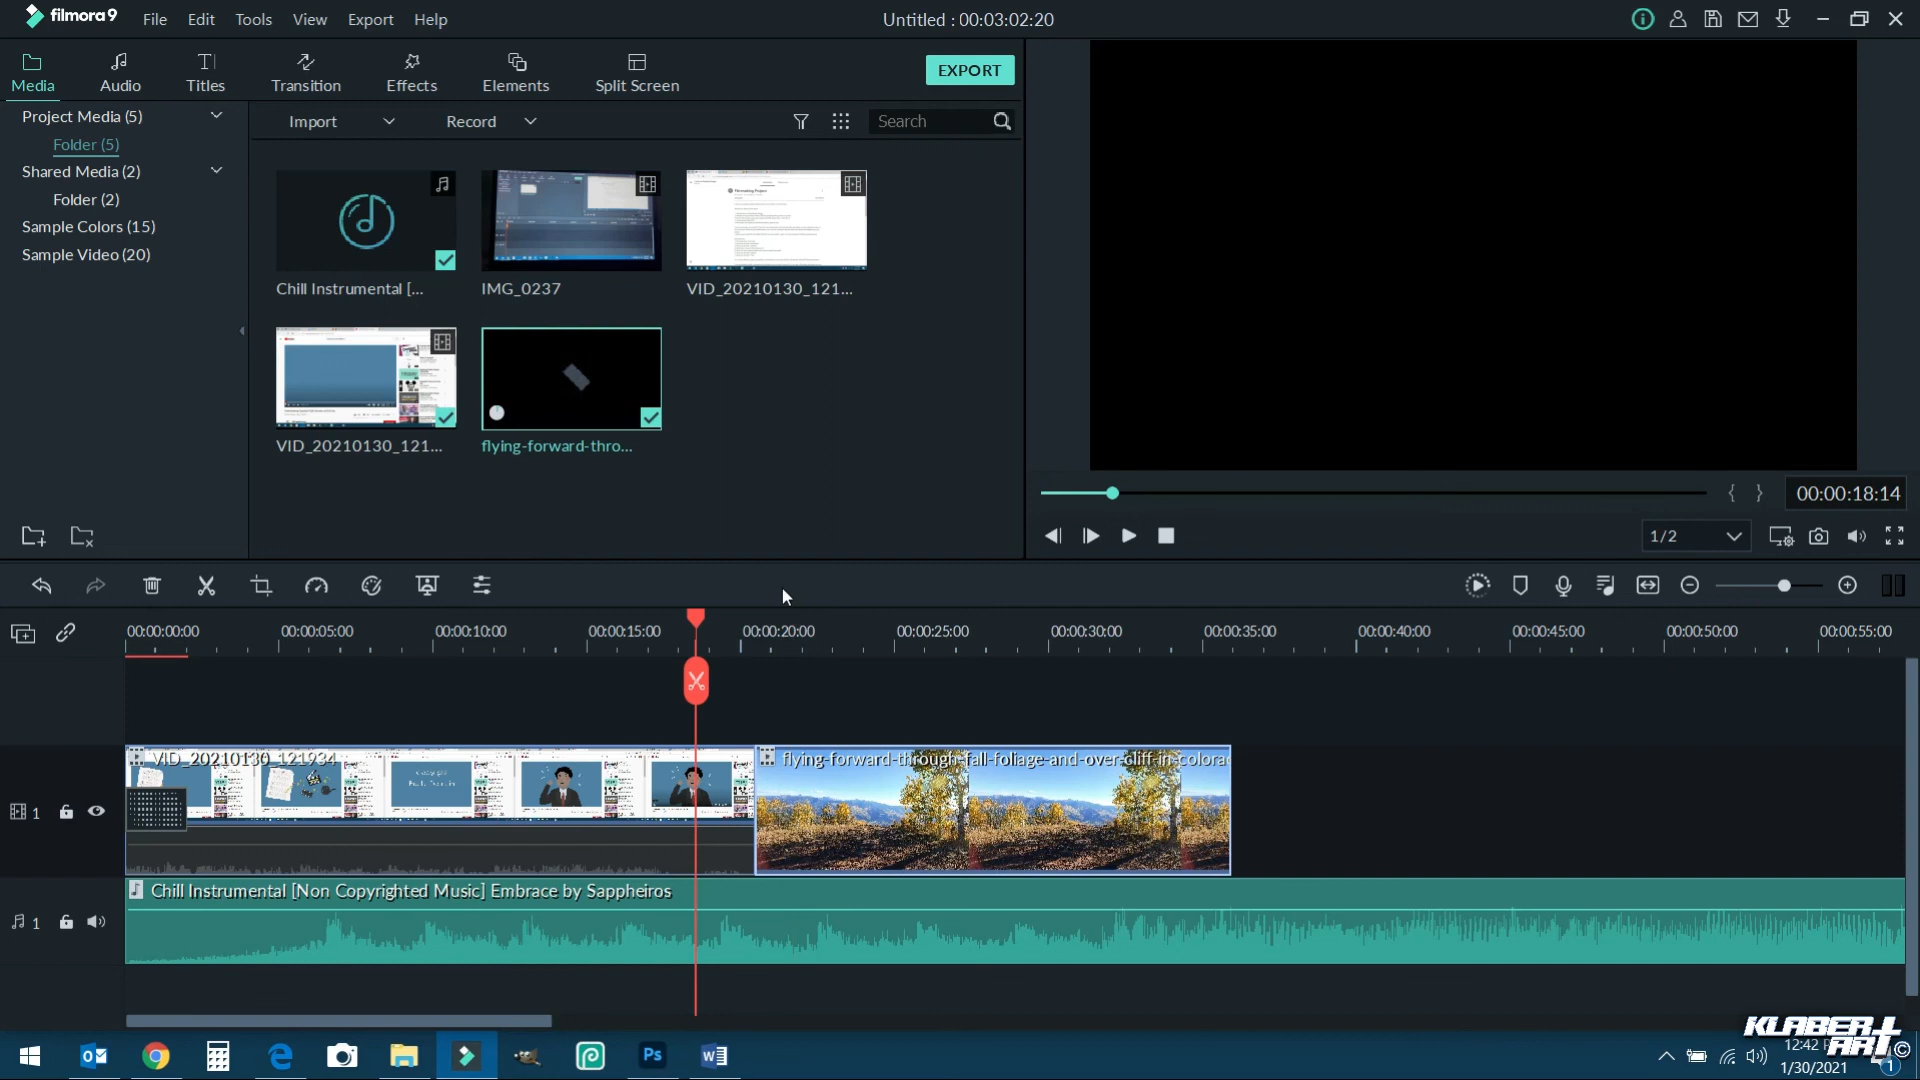 filmora9 File Edit Tools View Export Help Untitled : 00:03:02:20
Media Audio Titles Transition Effects Elements Split Screen EXPORT
Project Media (5) Import Record Search
Folder (5)
Shared Media (2)
Folder (2)
Sample Colors (15)
Sample Video (20)
Chill Instrumental [... IMG_0237 VID_20210130_121...
VID_20210130_121... flying-forward-thro...
00:00:18:14
1/2
00:00:00:00 00:00:05:00 00:00:10:00 00:00:15:00 00:00:20:00 00:00:25:00 00:00:30:00 00:00:35:00 00:00:40:00 00:00:45:00 00:00:50:00 00:00:55:00
VID_20210130_121934 flying-forward-through-fall-foliage-and-over-cliff-in-colora
1
Chill Instrumental [Non Copyrighted Music] Embrace by Sappheiros
1
KLABER ART ©
Ps
12:42
1/30/2021
1